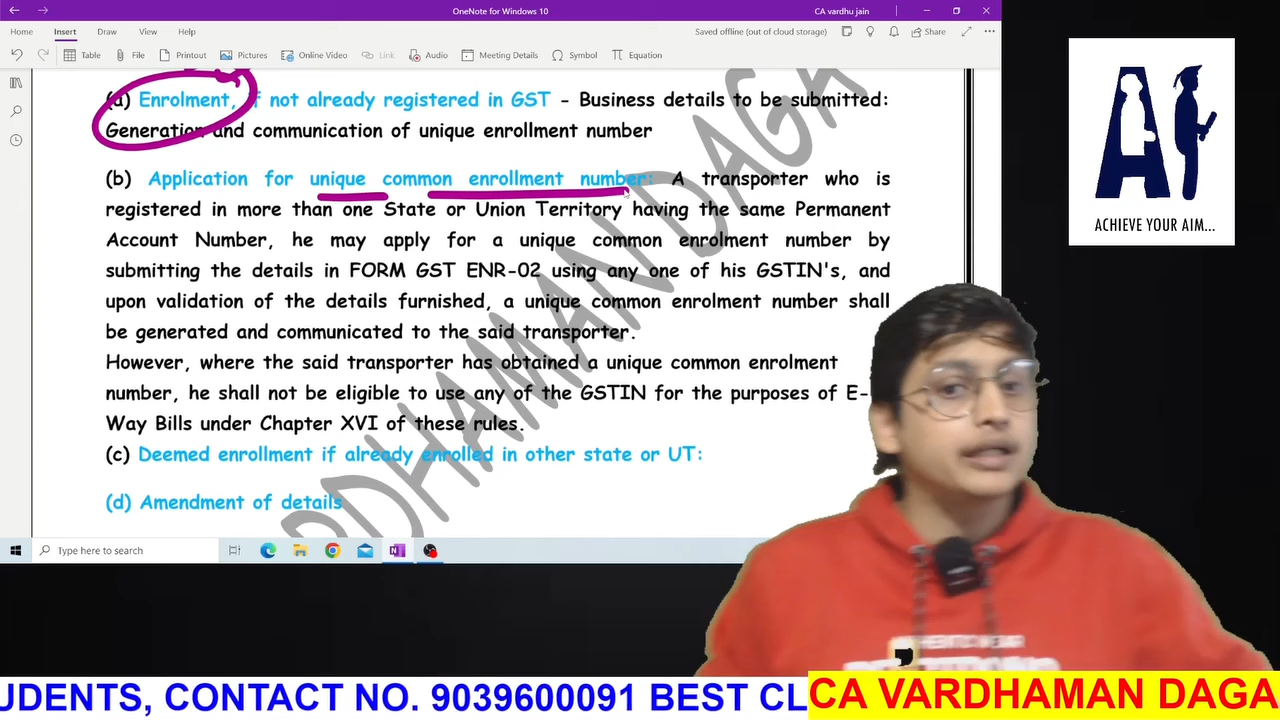 OneNote for Windows 10
CA vardhu jain
Home Insert Draw View Help
Saved offline (out of cloud storage)
Share
Table File Printout Pictures Online Video Link Audio Meeting Details Symbol Equation
(a) Enrolment, if not already registered in GST - Business details to be submitted:
Generation and communication of unique enrollment number
(b) Application for unique common enrollment number: A transporter who is
registered in more than one State or Union Territory having the same Permanent
Account Number, he may apply for a unique common enrolment number by
submitting the details in FORM GST ENR-02 using any one of his GSTIN's, and
upon validation of the details furnished, a unique common enrolment number shall
be generated and communicated to the said transporter.
However, where the said transporter has obtained a unique common enrolment
number, he shall not be eligible to use any of the GSTIN for the purposes of E-
Way Bills under Chapter XVI of these rules.
(c) Deemed enrollment if already enrolled in other state or UT:
(d) Amendment of details
DDHAMAN DAGA
Type here to search
A
ACHIEVE YOUR AIM...
UDENTS, CONTACT NO. 9039600091 BEST CL
CA VARDHAMAN DAGA